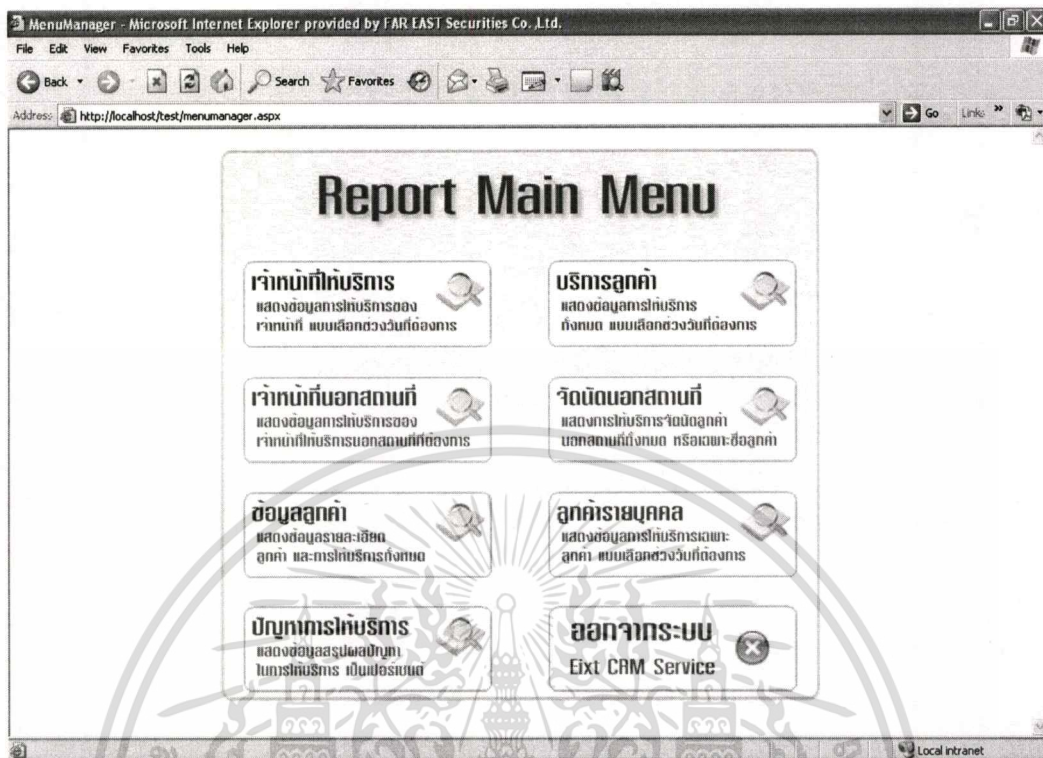 MenuManager - Microsoft Internet Explorer provided by FAR EAST Securities Co.,Ltd.
File Edit View Favorites Tools Help
Back Search Favorites
Address http://localhost/test/menumanager.aspx Go Links »
Report Main Menu
เจ้าหน้าที่ให้บริการ
แสดงข้อมูลการให้บริการของ
เจ้าหน้าที่ แบบเลือกช่วงวันที่ต้องการ
บริการลูกค้า
แสดงข้อมูลการให้บริการ
ทั้งหมด แบบเลือกช่วงวันที่ต้องการ
เจ้าหน้าที่นอกสถานที่
แสดงข้อมูลการให้บริการของ
เจ้าหน้าที่ให้บริการนอกสถานที่ที่ต้องการ
จัดนัดนอกสถานที่
แสดงการให้บริการจัดนัดลูกค้า
นอกสถานที่ทั้งหมด หรือเฉพาะชื่อลูกค้า
ข้อมูลลูกค้า
แสดงข้อมูลรายละเอียด
ลูกค้า และการให้บริการทั้งหมด
ลูกค้ารายบุคคล
แสดงข้อมูลการให้บริการเฉพาะ
ลูกค้า แบบเลือกช่วงวันที่ต้องการ
ปัญหาการให้บริการ
แสดงข้อมูลสรุปผลปัญหา
ในการให้บริการ เป็นเปอร์เซนต์
ออกจากระบบ
Eixt CRM Service
Local intranet